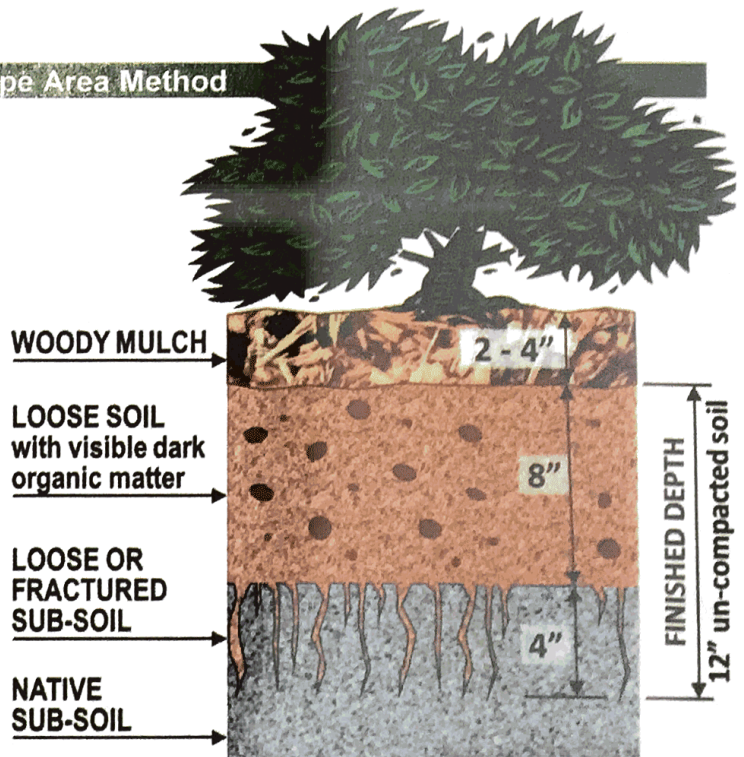 pe Area Method
WOODY MULCH
2 - 4”
LOOSE SOIL
with visible dark
organic matter
8”
LOOSE OR
FRACTURED
SUB-SOIL
4”
NATIVE
SUB-SOIL
FINISHED DEPTH
12” un-compacted soil